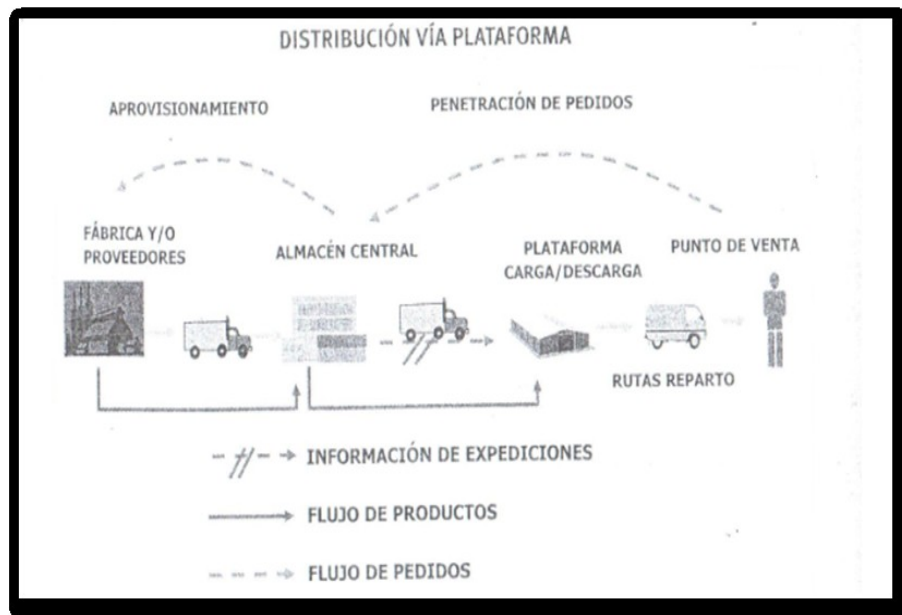 DISTRIBUCIÓN VÍA PLATAFORMA
APROVISIONAMIENTO
PENETRACIÓN DE PEDIDOS
FÁBRICA Y/O
PROVEEDORES
ALMACÉN CENTRAL
PLATAFORMA
CARGA/DESCARGA
PUNTO DE VENTA
RUTAS REPARTO
INFORMACIÓN DE EXPEDICIONES
FLUJO DE PRODUCTOS
FLUJO DE PEDIDOS